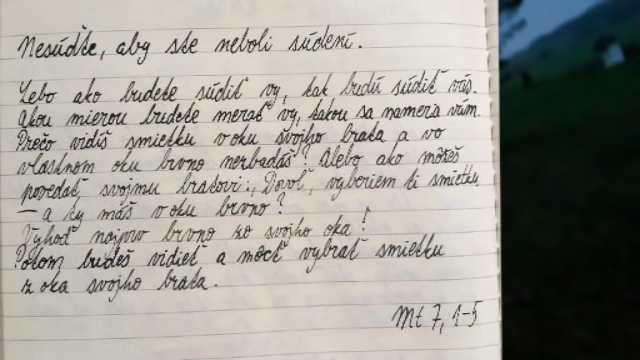 Nesúďte, aby ste neboli súdení.
Lebo ako budete súdiť vy, tak budú súdiť vás.
Akou mierou budete merať vy, takou sa nameria vám.
Prečo vidíš smietku v oku svojho brata a vo
vlastnom oku brvno nezbadáš? Alebo ako môžeš
povedať svojmu bratovi: „Dovoľ, vyberiem ti smietku"
– a ty máš v oku brvno?
Vyhoď najprv brvno zo svojho oka!
Potom budeš vidieť a môcť vybrať smietku
z oka svojho brata.
Mt 7, 1-5